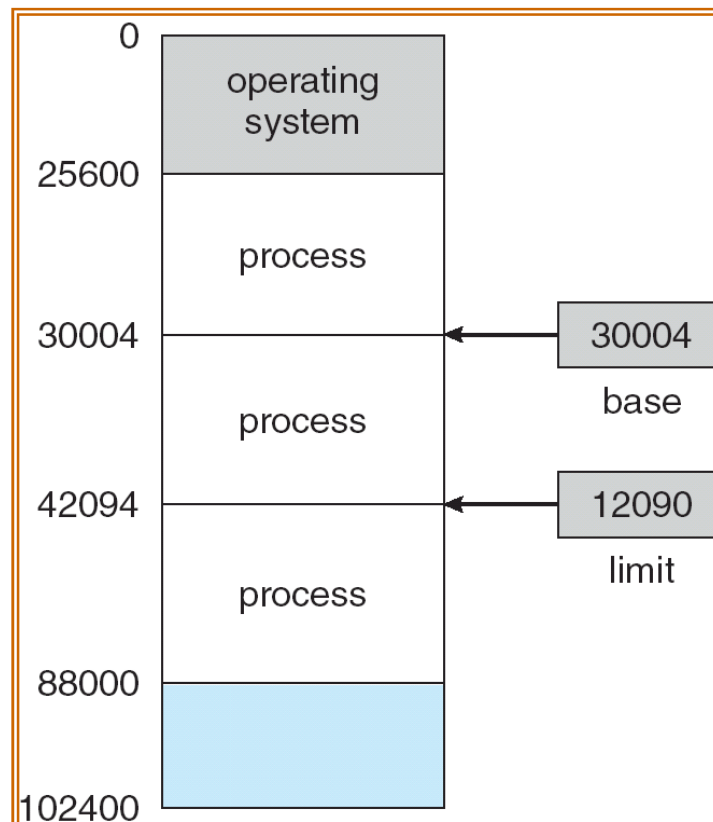 0
operating
system
25600
process
30004
30004
base
process
42094
12090
limit
process
88000
102400